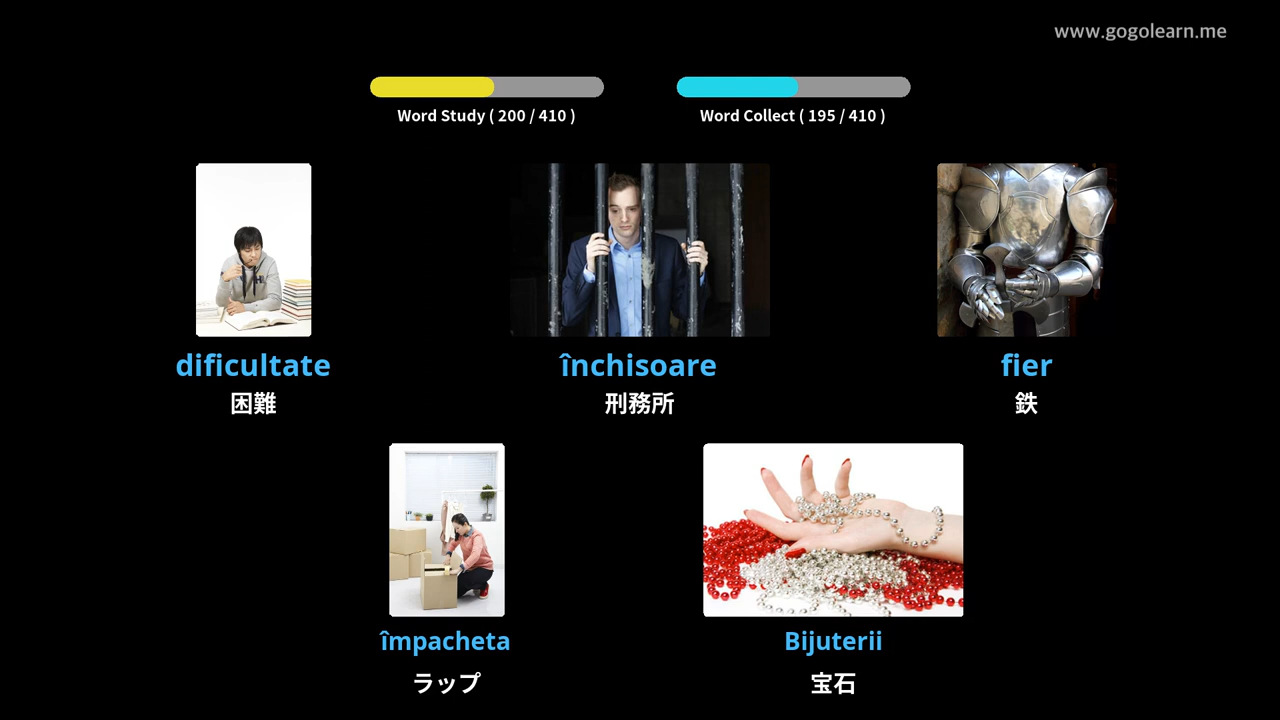 www.gogolearn.me
Word Study ( 200 / 410 )
Word Collect ( 195 / 410 )
dificultate
困難
închisoare
刑務所
fier
鉄
împacheta
ラップ
Bijuterii
宝石